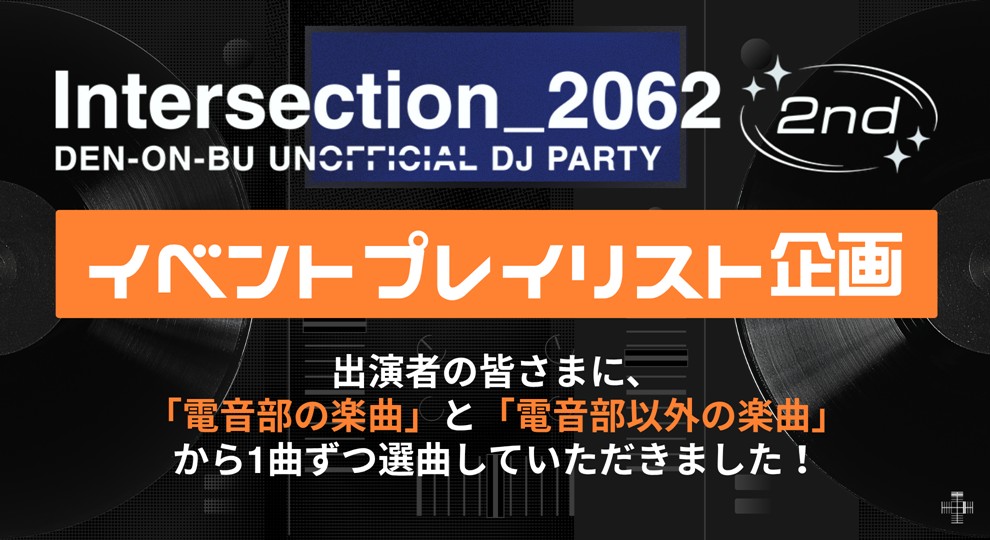 Intersection_2062
2nd
DEN-ON-BU UNOFFICIAL DJ PARTY
イベントプレイリスト企画
出演者の皆さまに、
「電音部の楽曲」と「電音部以外の楽曲」
から1曲ずつ選曲していただきました！